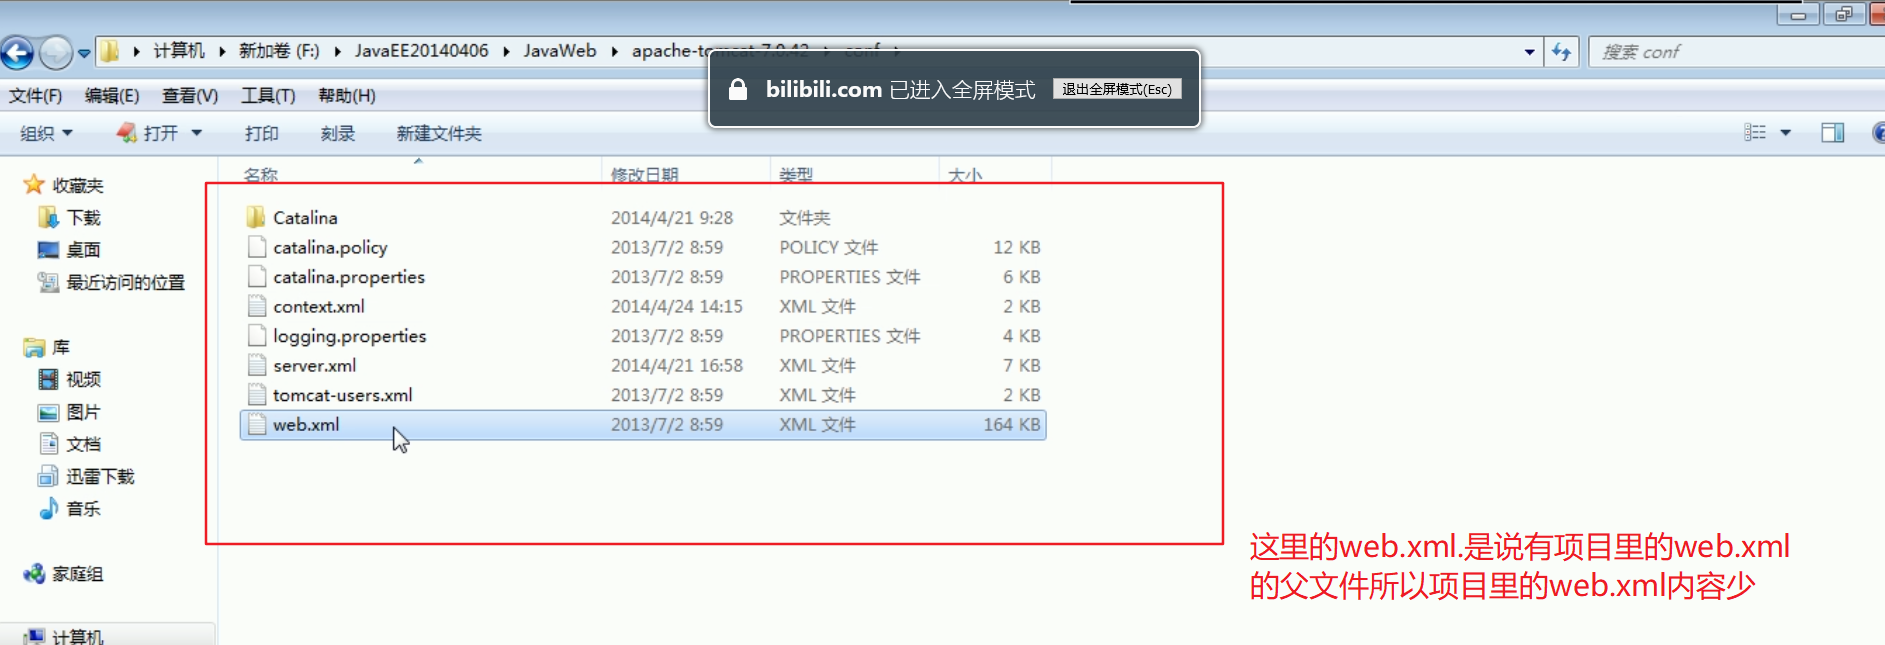 计算机 新加卷 (F:) JavaEE20140406 JavaWeb apache-tomcat-7.0.42 conf
搜索 conf
bilibili.com 已进入全屏模式 退出全屏模式(Esc)
文件(F) 编辑(E) 查看(V) 工具(T) 帮助(H)
组织 打开 打印 刻录 新建文件夹
名称 修改日期 类型 大小
收藏夹
下载
桌面
最近访问的位置
库
视频
图片
文档
迅雷下载
音乐
家庭组
计算机
Catalina 2014/4/21 9:28 文件夹
catalina.policy 2013/7/2 8:59 POLICY 文件 12 KB
catalina.properties 2013/7/2 8:59 PROPERTIES 文件 6 KB
context.xml 2014/4/24 14:15 XML 文件 2 KB
logging.properties 2013/7/2 8:59 PROPERTIES 文件 4 KB
server.xml 2014/4/21 16:58 XML 文件 7 KB
tomcat-users.xml 2013/7/2 8:59 XML 文件 2 KB
web.xml 2013/7/2 8:59 XML 文件 164 KB
这里的web.xml.是说有项目里的web.xml
的父文件所以项目里的web.xml内容少